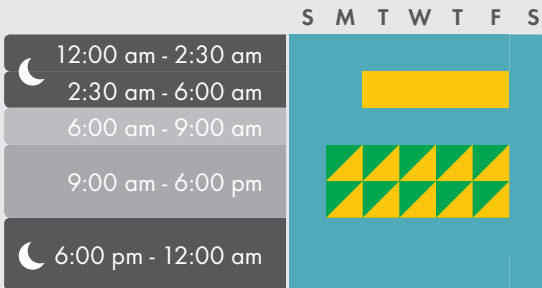 S M T W T F S
12:00 am - 2:30 am
2:30 am - 6:00 am
6:00 am - 9:00 am
9:00 am - 6:00 pm
6:00 pm - 12:00 am